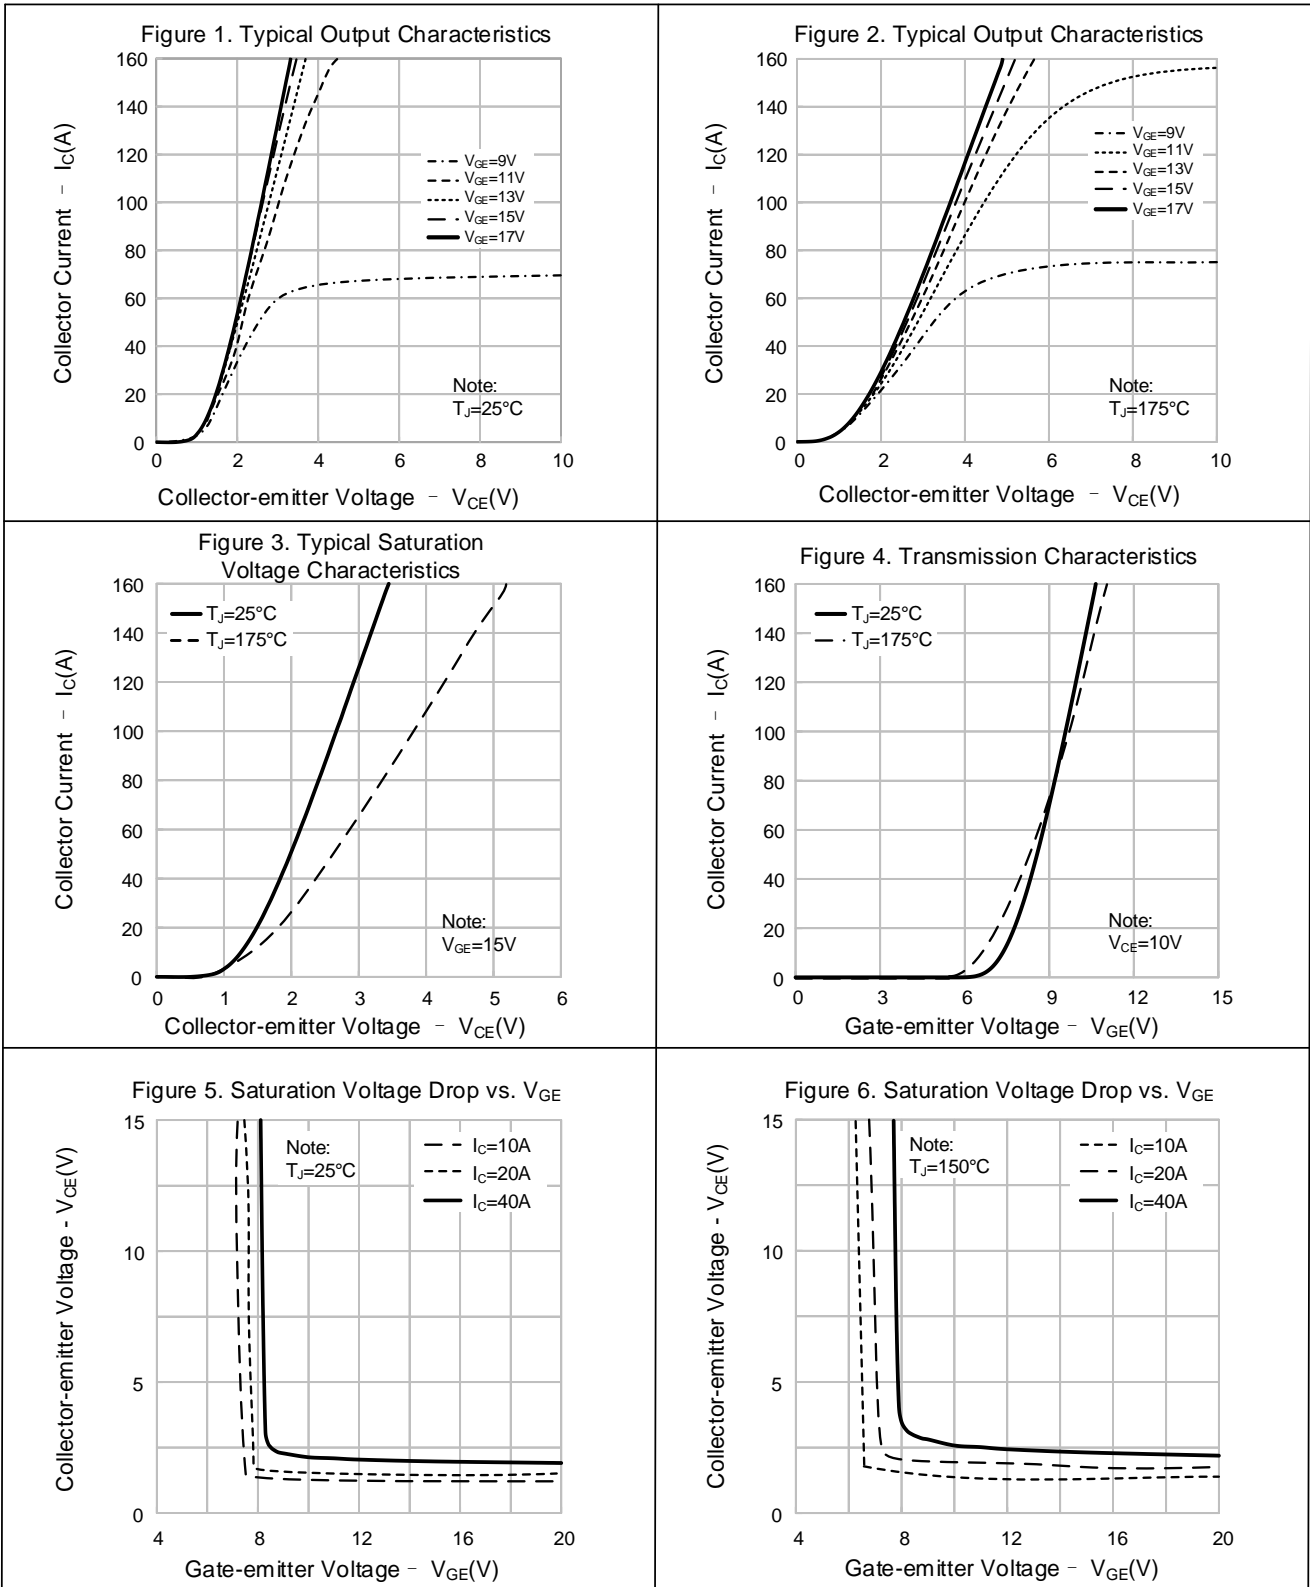 Figure 1. Typical Output Characteristics
Collector Current – IC(A)
160
140
120
100
80
60
40
20
0
VGE=9V
VGE=11V
VGE=13V
VGE=15V
VGE=17V
Note:
TJ=25°C
0 2 4 6 8 10
Collector-emitter Voltage – VCE(V)
Figure 2. Typical Output Characteristics
Collector Current – IC(A)
160
140
120
100
80
60
40
20
0
VGE=9V
VGE=11V
VGE=13V
VGE=15V
VGE=17V
Note:
TJ=175°C
0 2 4 6 8 10
Collector-emitter Voltage – VCE(V)
Figure 3. Typical Saturation
Voltage Characteristics
Collector Current – IC(A)
160
140
120
100
80
60
40
20
0
TJ=25°C
TJ=175°C
Note:
VGE=15V
0 1 2 3 4 5 6
Collector-emitter Voltage – VCE(V)
Figure 4. Transmission Characteristics
Collector Current – IC(A)
160
140
120
100
80
60
40
20
0
TJ=25°C
TJ=175°C
Note:
VCE=10V
0 3 6 9 12 15
Gate-emitter Voltage – VGE(V)
Figure 5. Saturation Voltage Drop vs. VGE
Collector-emitter Voltage - VCE(V)
15
10
5
0
Note:
TJ=25°C
IC=10A
IC=20A
IC=40A
4 8 12 16 20
Gate-emitter Voltage – VGE(V)
Figure 6. Saturation Voltage Drop vs. VGE
Collector-emitter Voltage - VCE(V)
15
10
5
0
Note:
TJ=150°C
IC=10A
IC=20A
IC=40A
4 8 12 16 20
Gate-emitter Voltage – VGE(V)